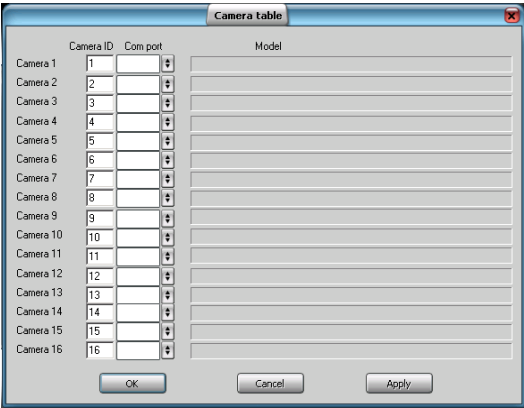 Camera table
Camera ID Com port Model
Camera 1 1
Camera 2 2
Camera 3 3
Camera 4 4
Camera 5 5
Camera 6 6
Camera 7 7
Camera 8 8
Camera 9 9
Camera 10 10
Camera 11 11
Camera 12 12
Camera 13 13
Camera 14 14
Camera 15 15
Camera 16 16
OK Cancel Apply